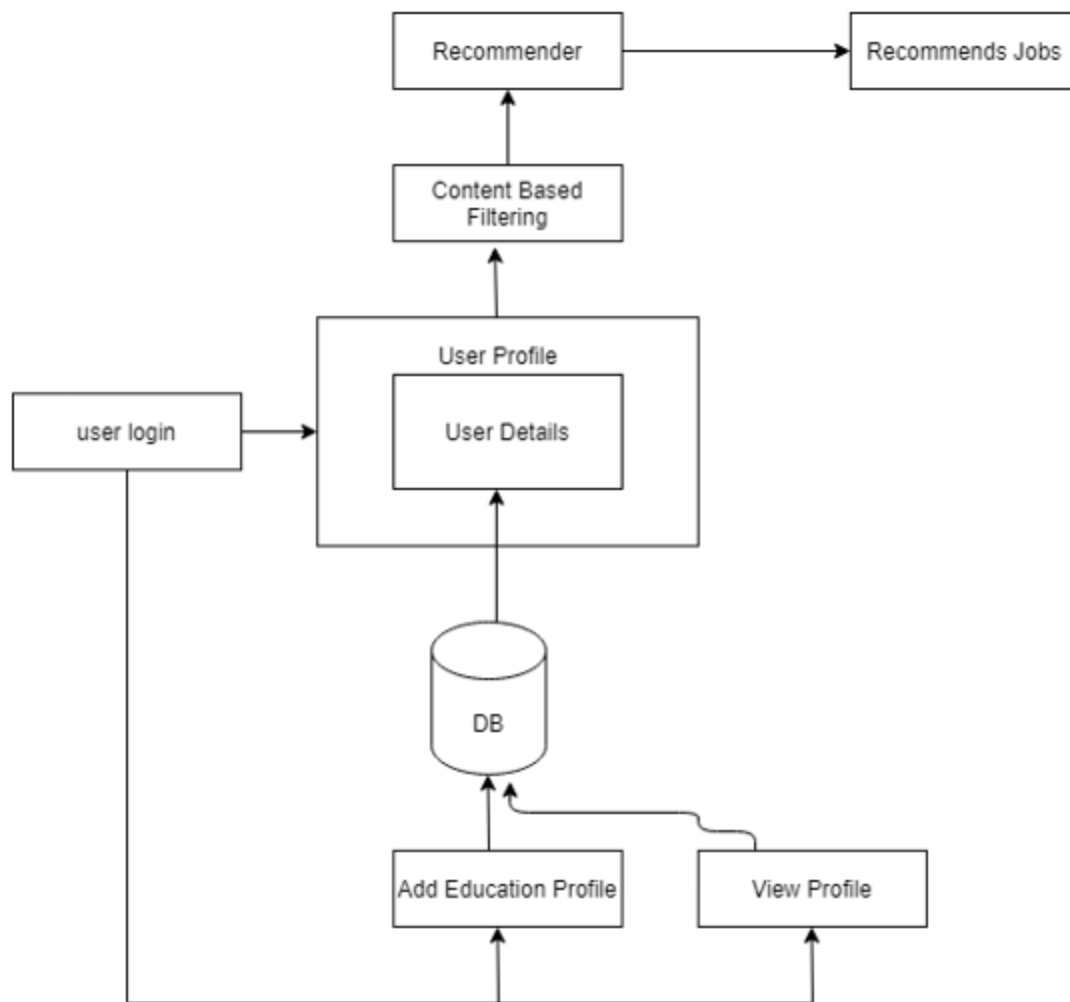 Recommender
Recommends Jobs
Content Based
Filtering
User Profile
user login
User Details
DB
Add Education Profile
View Profile